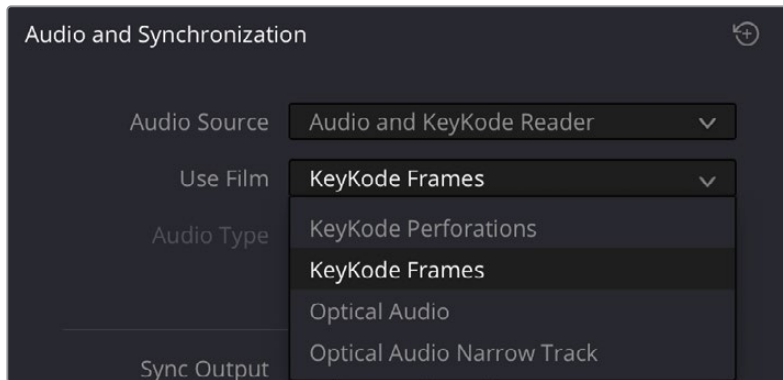 Audio and Synchronization
Audio Source Audio and KeyKode Reader
Use Film KeyKode Frames
Audio Type KeyKode Perforations
KeyKode Frames
Optical Audio
Optical Audio Narrow Track
Sync Output